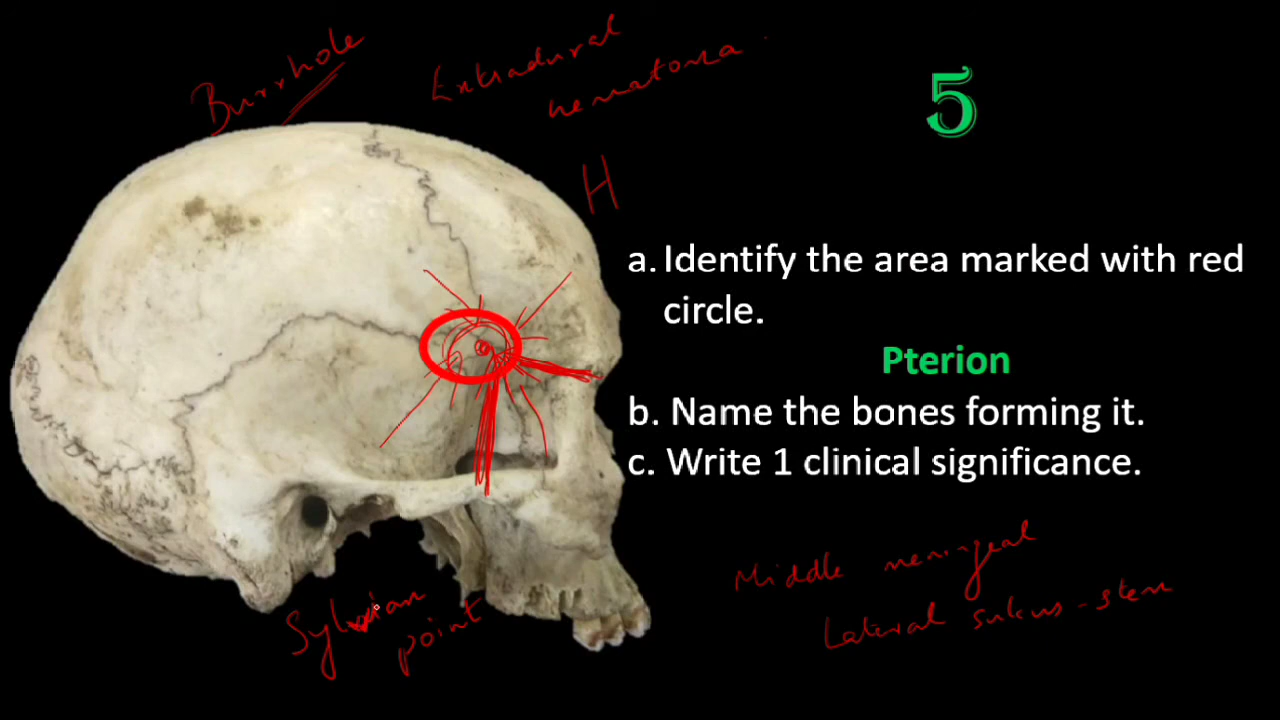 Burrhole
Extradural
hematoma
5
H
a. Identify the area marked with red
circle.
Pterion
b. Name the bones forming it.
c. Write 1 clinical significance.
Middle meningeal
Lateral sulcus - stem
Sylvian
point